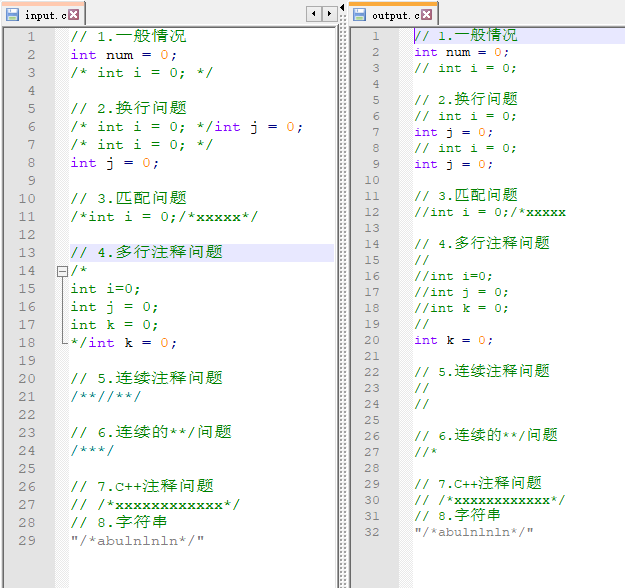 input.c
1 // 1.一般情况
2 int num = 0;
3 /* int i = 0; */
4
5 // 2.换行问题
6 /* int i = 0; */int j = 0;
7 /* int i = 0; */
8 int j = 0;
9
10 // 3.匹配问题
11 /*int i = 0;/*xxxxx*/
12
13 // 4.多行注释问题
14 /*
15 int i=0;
16 int j = 0;
17 int k = 0;
18 */int k = 0;
19
20 // 5.连续注释问题
21 /**//**/
22
23 // 6.连续的**/问题
24 /***/
25
26 // 7.C++注释问题
27 // /*xxxxxxxxxxxx*/
28 // 8.字符串
29 "/*abulnlnln*/"
output.c
1 // 1.一般情况
2 int num = 0;
3 // int i = 0;
4
5 // 2.换行问题
6 // int i = 0;
7 int j = 0;
8 // int i = 0;
9 int j = 0;
10
11 // 3.匹配问题
12 //int i = 0;/*xxxxx
13
14 // 4.多行注释问题
15 //
16 //int i=0;
17 //int j = 0;
18 //int k = 0;
19 //
20 int k = 0;
21
22 // 5.连续注释问题
23 //
24 //
25
26 // 6.连续的**/问题
27 //*
28
29 // 7.C++注释问题
30 // /*xxxxxxxxxxxx*/
31 // 8.字符串
32 "/*abulnlnln*/"